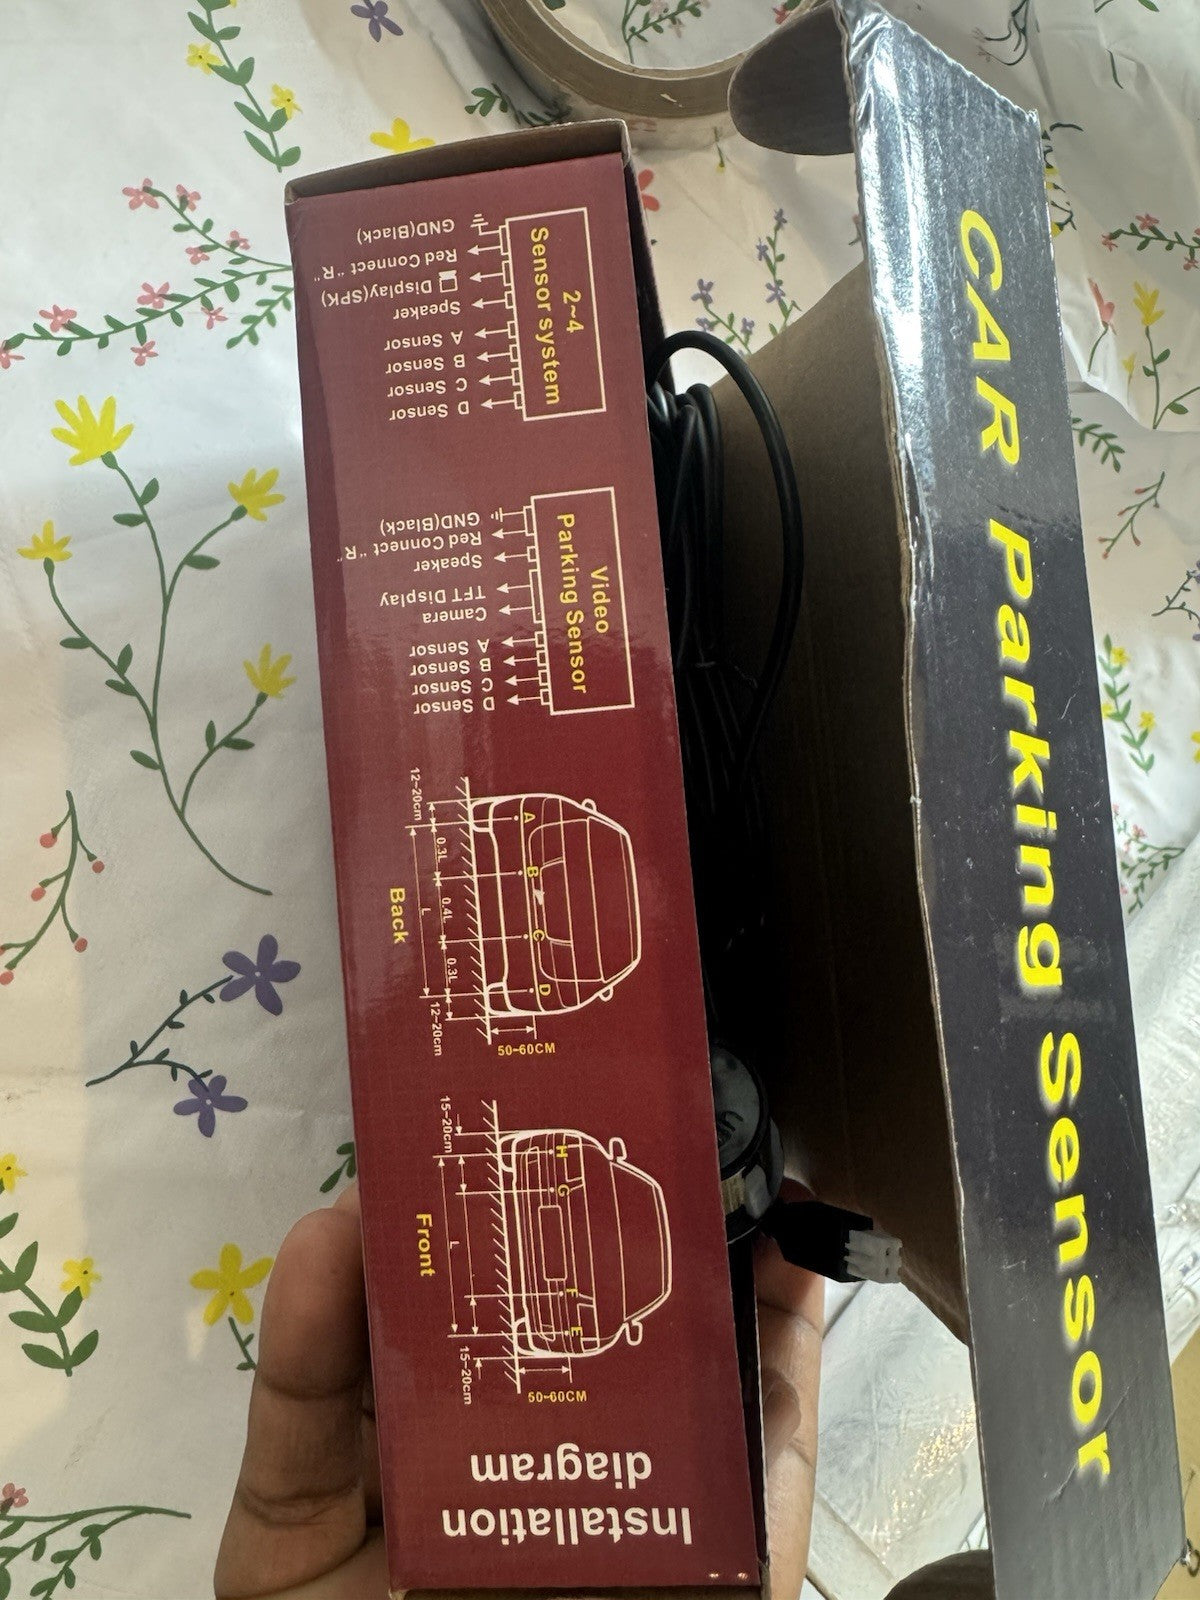 Installation
diagram
2~4
Sensor system
GND(Black)
Red Connect "R"
Display(SPK)
Speaker
A Sensor
B Sensor
C Sensor
D Sensor
Video
Parking Sensor
GND(Black)
Red Connect "R"
Speaker
TFT Display
Camera
A Sensor
B Sensor
C Sensor
D Sensor
A
B
C
D
12~20cm
0.3L
0.4L
0.3L
12~20cm
L
50-60CM
Back
H
G
F
E
15~20cm
L
15~20cm
50-60CM
Front
CAR Parking Sensor